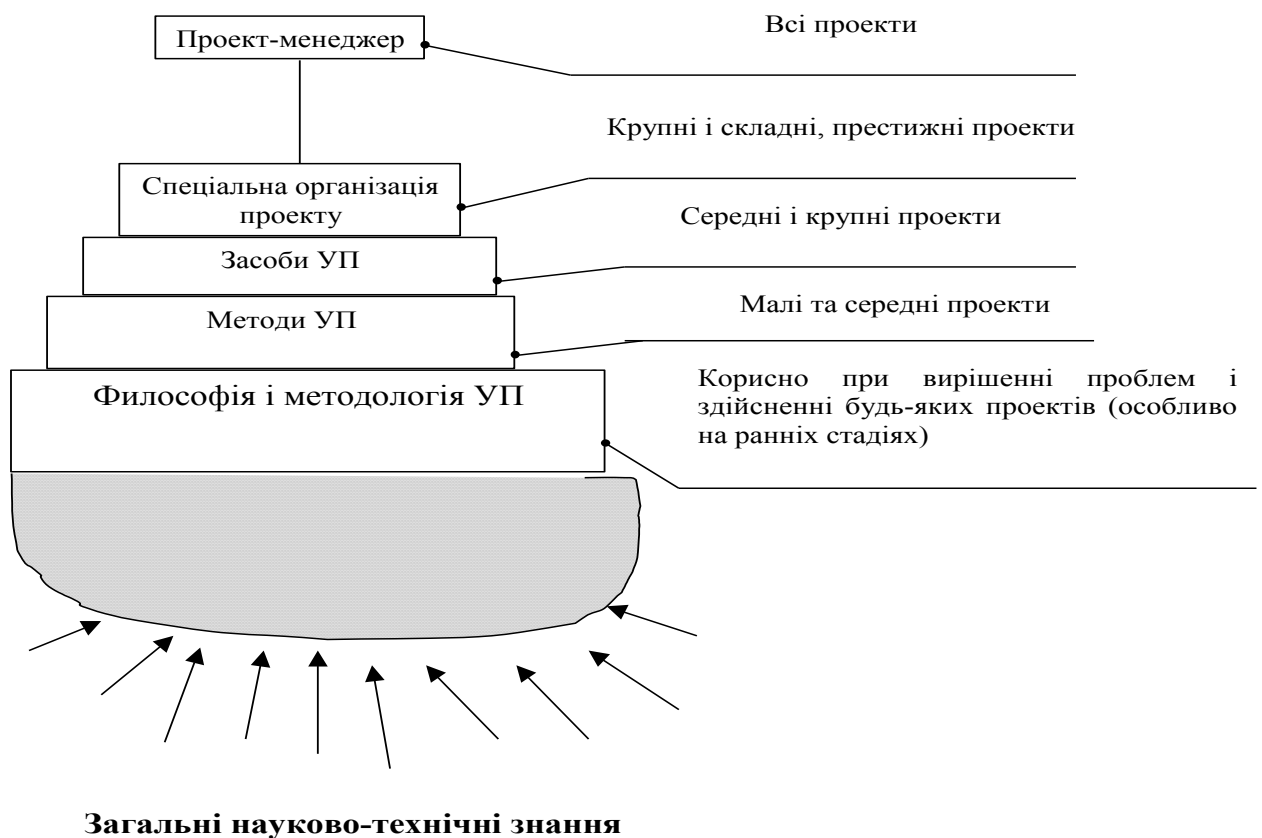 Проект-менеджер
Всі проекти
Крупні і складні, престижні проекти
Спеціальна організація
проекту
Середні і крупні проекти
Засоби УП
Малі та середні проекти
Методи УП
Философія і методологія УП
Корисно при вирішенні проблем і
здійсненні будь-яких проектів (особливо
на ранніх стадіях)
Загальні науково-технічні знання